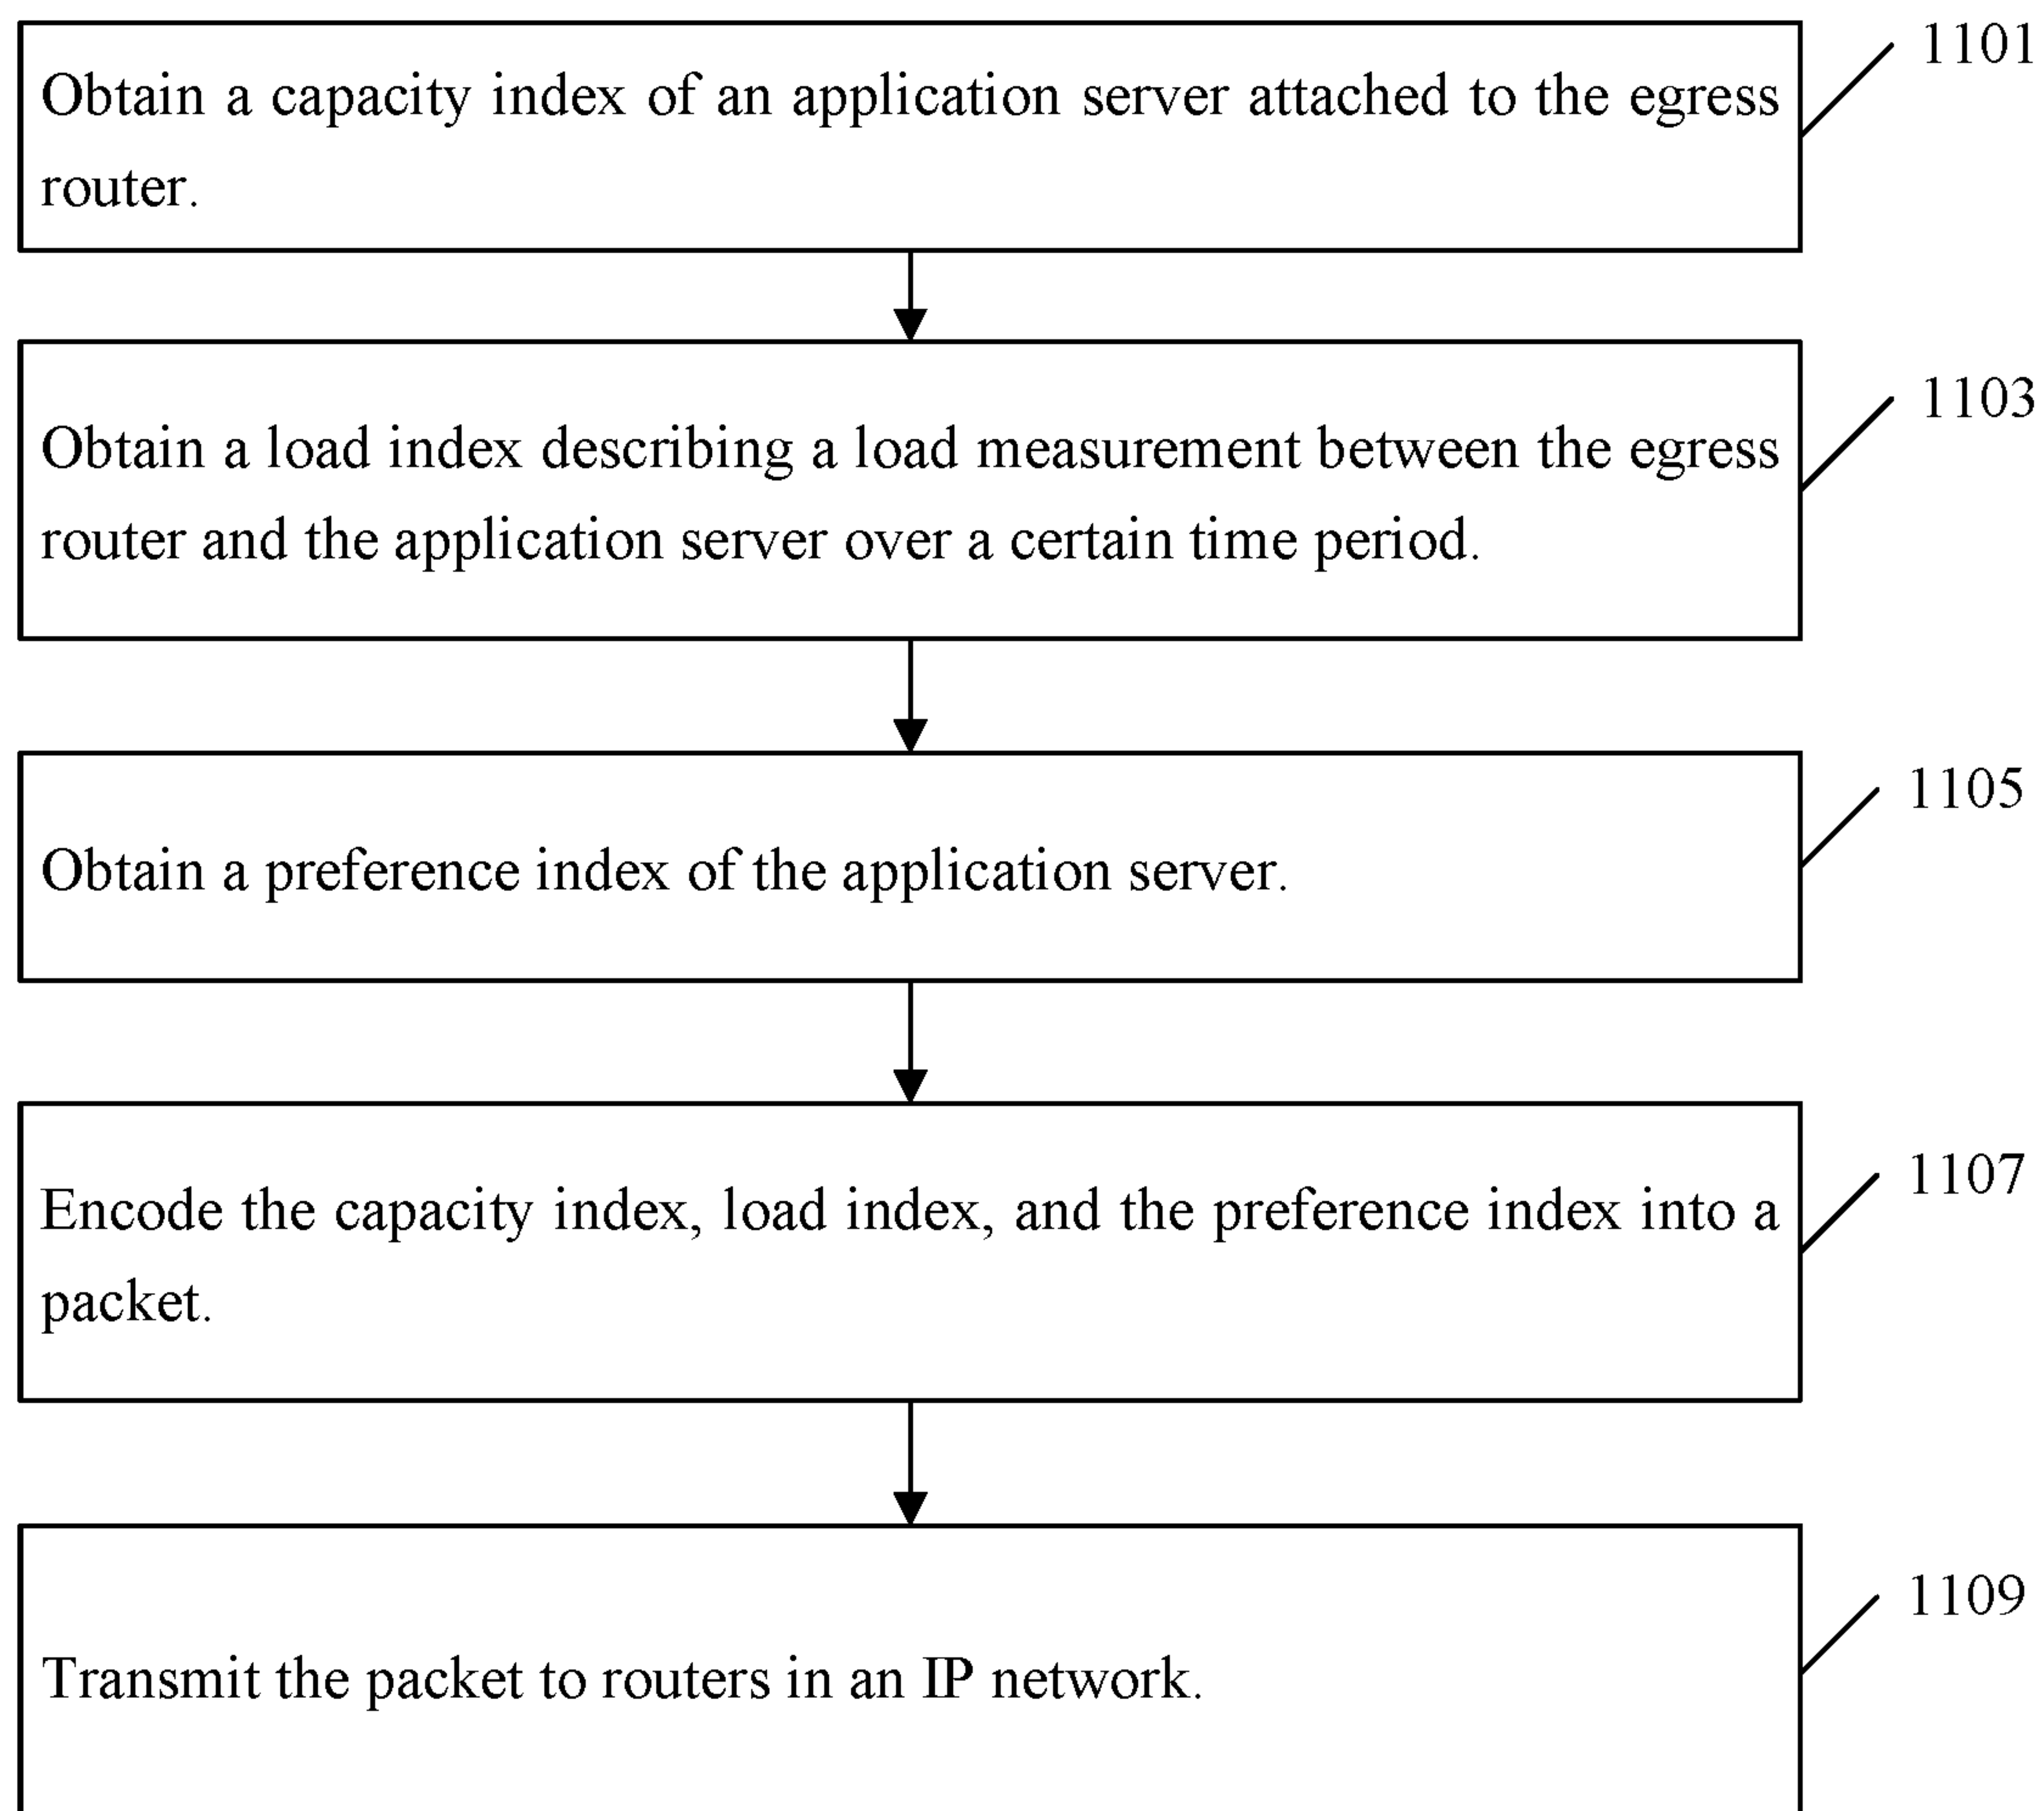 Obtain a capacity index of an application server attached to the egress
router.
1101
Obtain a load index describing a load measurement between the egress
router and the application server over a certain time period.
1103
Obtain a preference index of the application server.
1105
Encode the capacity index, load index, and the preference index into a
packet.
1107
Transmit the packet to routers in an IP network.
1109